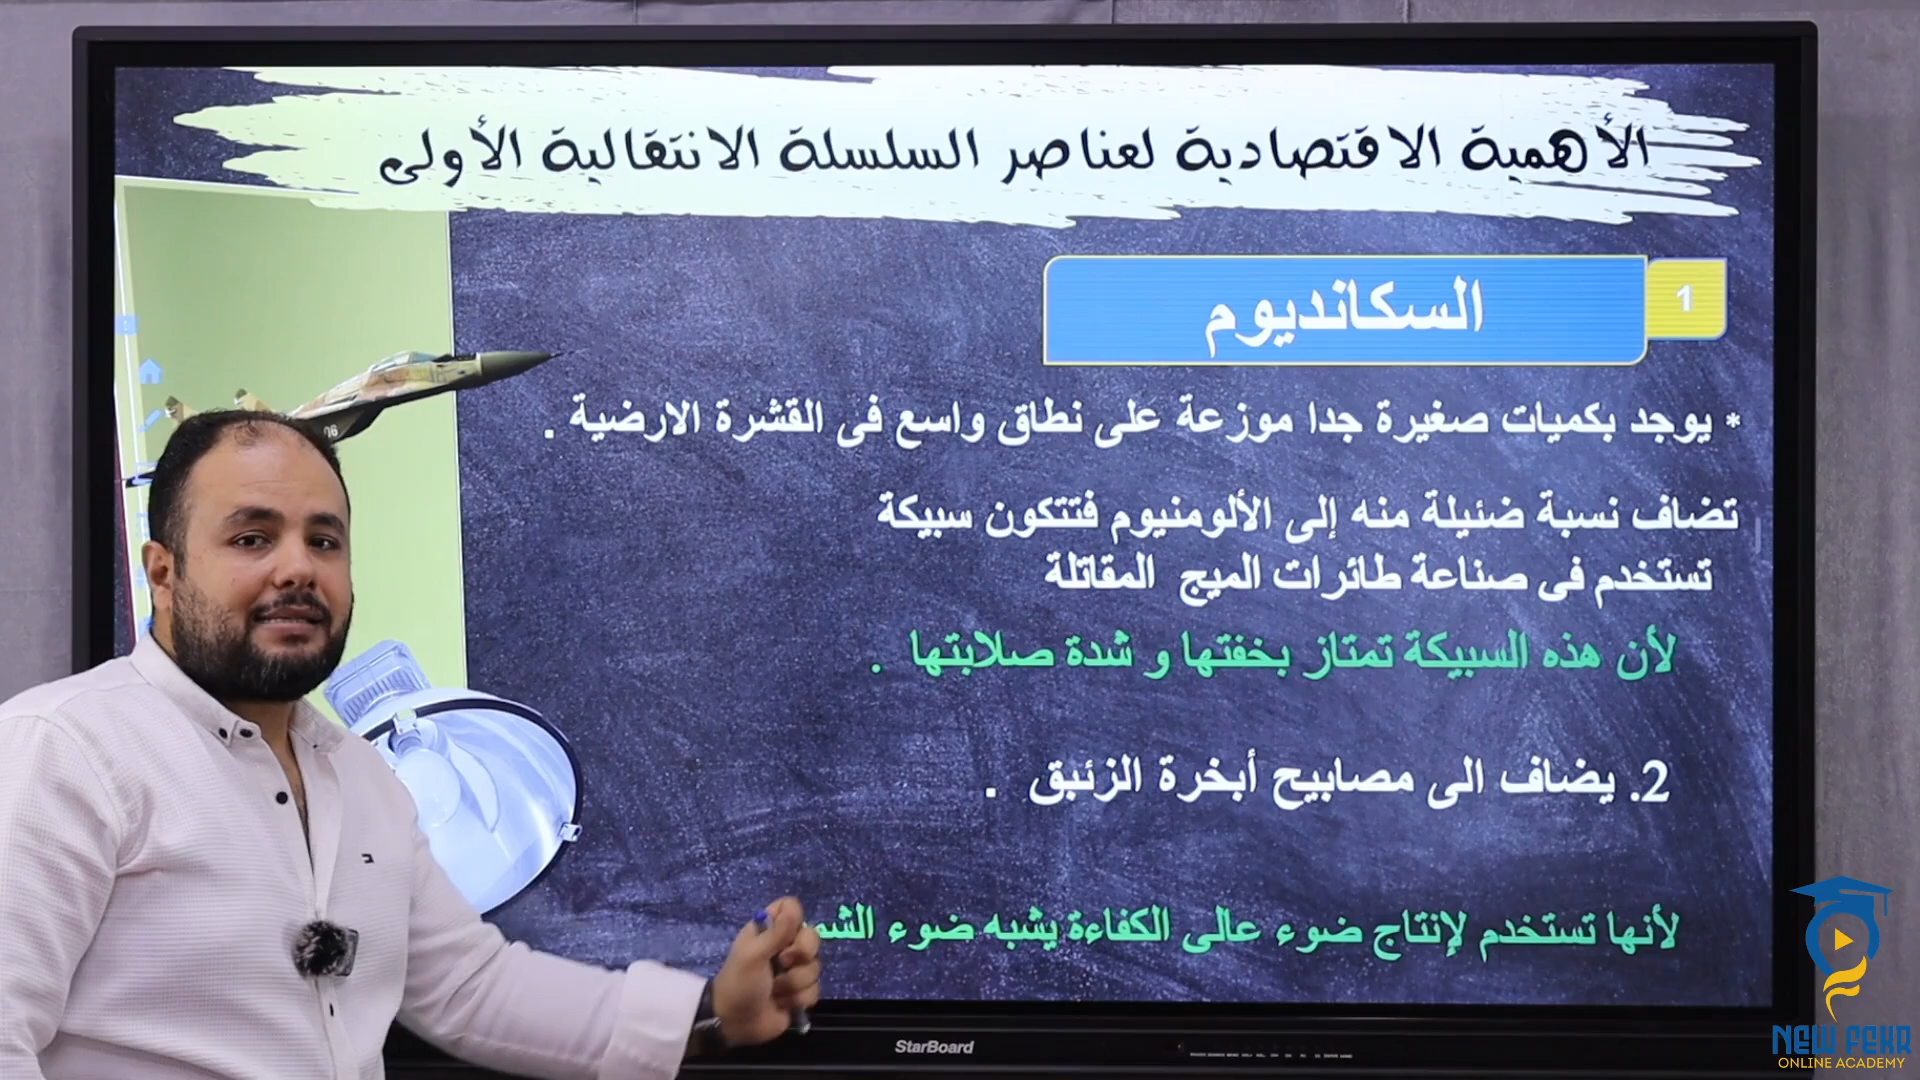 الأهمية الاقتصادية لعناصر السلسلة الانتقالية الأولى
1
السكانديوم
* يوجد بكميات صغيرة جدا موزعة على نطاق واسع فى القشرة الارضية .
تضاف نسبة ضئيلة منه إلى الألومنيوم فتتكون سبيكة
تستخدم فى صناعة طائرات الميج المقاتلة
لأن هذه السبيكة تمتاز بخفتها و شدة صلابتها .
2. يضاف الى مصابيح أبخرة الزئبق .
لأنها تستخدم لإنتاج ضوء عالى الكفاءة يشبه ضوء
06
StarBoard
NEW FEKR
ONLINE ACADEMY